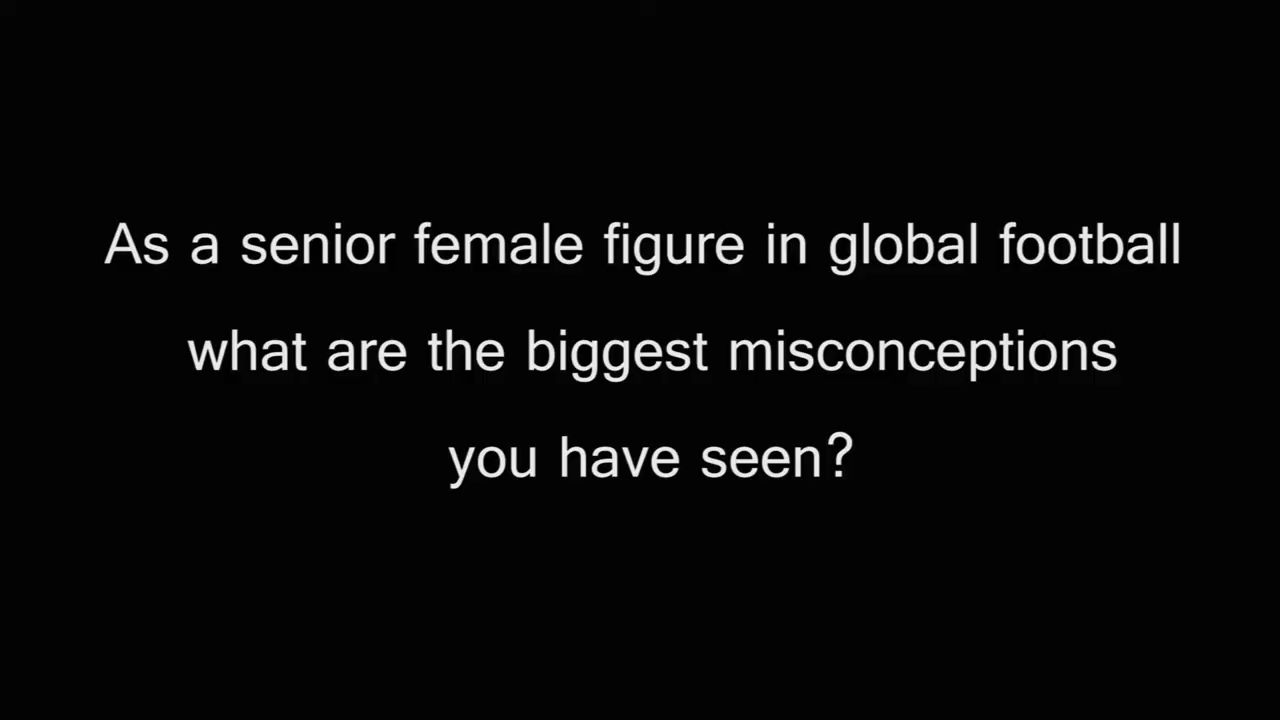 As a senior female figure in global football
what are the biggest misconceptions
you have seen?